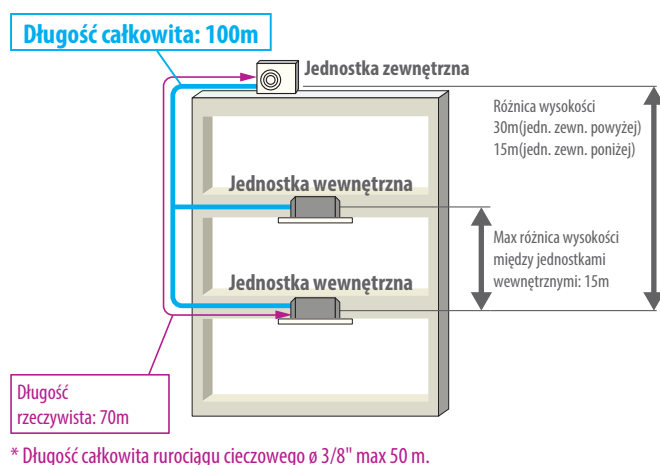 Długość całkowita: 100m
Jednostka zewnętrzna
Różnica wysokości
30m(jedn. zewn. powyżej)
15m(jedn. zewn. poniżej)
Jednostka wewnętrzna
Max różnica wysokości
między jednostkami
wewnętrznymi: 15m
Jednostka wewnętrzna
Długość
rzeczywista: 70m
* Długość całkowita rurociągu cieczowego ø 3/8" max 50 m.